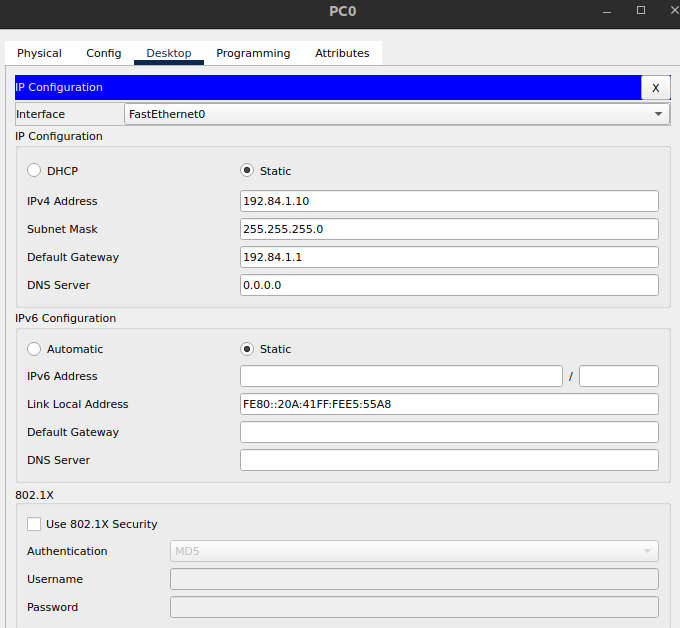 PC0
Physical Config Desktop Programming Attributes
IP Configuration X
Interface FastEthernet0
IP Configuration
DHCP Static
IPv4 Address 192.84.1.10
Subnet Mask 255.255.255.0
Default Gateway 192.84.1.1
DNS Server 0.0.0.0
IPv6 Configuration
Automatic Static
IPv6 Address /
Link Local Address FE80::20A:41FF:FEE5:55A8
Default Gateway
DNS Server
802.1X
Use 802.1X Security
Authentication MD5
Username
Password